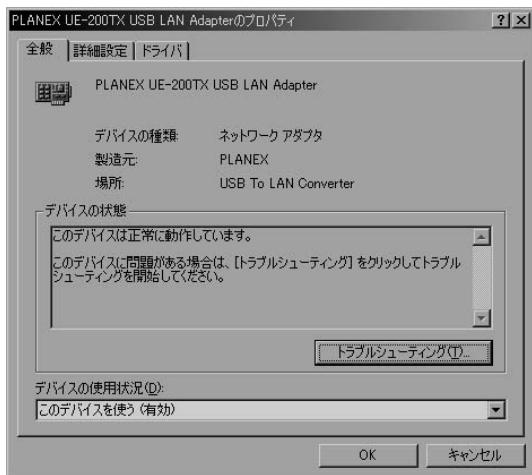 PLANEX UE-200TX USB LAN Adapterのプロパティ
全般 詳細設定 ドライバ
PLANEX UE-200TX USB LAN Adapter
デバイスの種類: ネットワーク アダプタ
製造元: PLANEX
場所: USB To LAN Converter
デバイスの状態
このデバイスは正常に動作しています。
このデバイスに問題がある場合は、[トラブルシューティング] をクリックしてトラブル
シューティングを開始してください。
トラブルシューティング(T)...
デバイスの使用状況(D):
このデバイスを使う (有効)
OK キャンセル